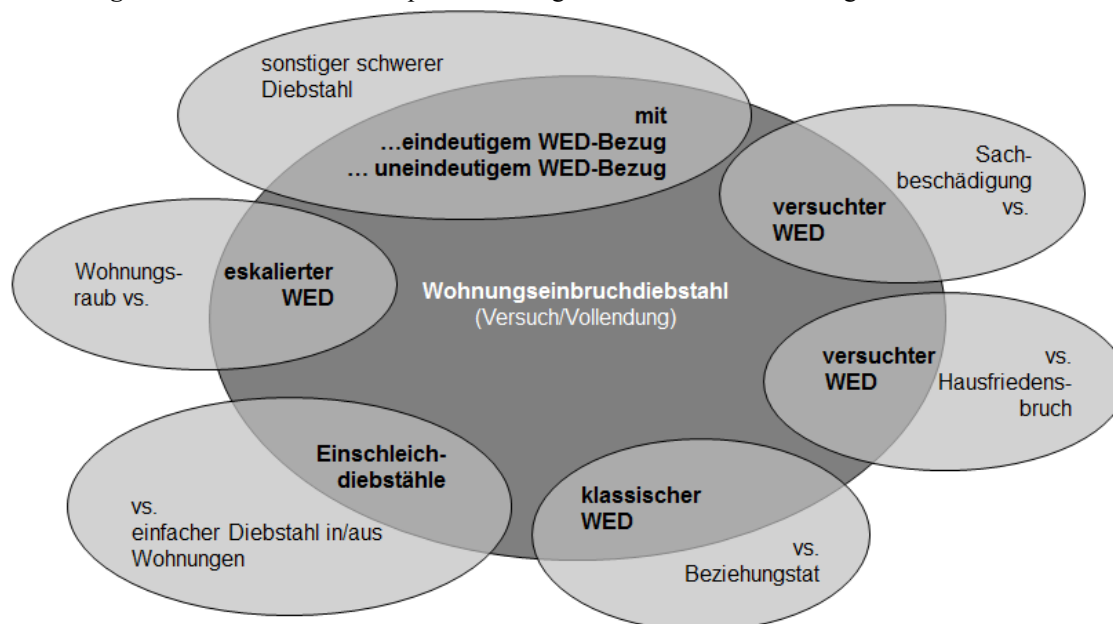 sonstiger schwerer
Diebstahl
mit
…eindeutigem WED-Bezug
… uneindeutigem WED-Bezug
Sach-
beschädigung
vs.
versuchter
WED
Wohnungs-
raub vs.
eskalierter
WED
Wohnungseinbruchdiebstahl
(Versuch/Vollendung)
versuchter
WED
vs.
Hausfriedens-
bruch
Einschleich-
diebstähle
vs.
einfacher Diebstahl in/aus
Wohnungen
klassischer
WED
vs.
Beziehungstat